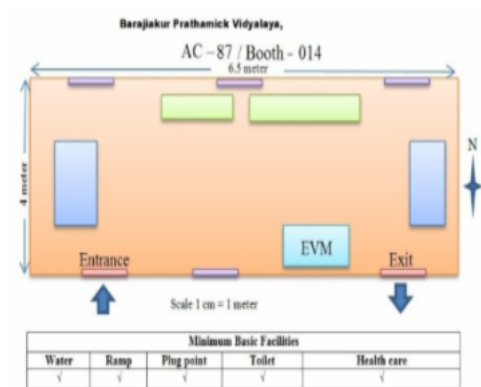 Barajiakur Prathamick Vidyalaya,
AC – 87 / Booth - 014
6.5 meter
N
4 meter
EVM
Entrance
Exit
Scale 1 cm = 1 meter
Minimum Basic Facilities
Water Ramp Plug point Toilet Health care
√ √ √ √ √